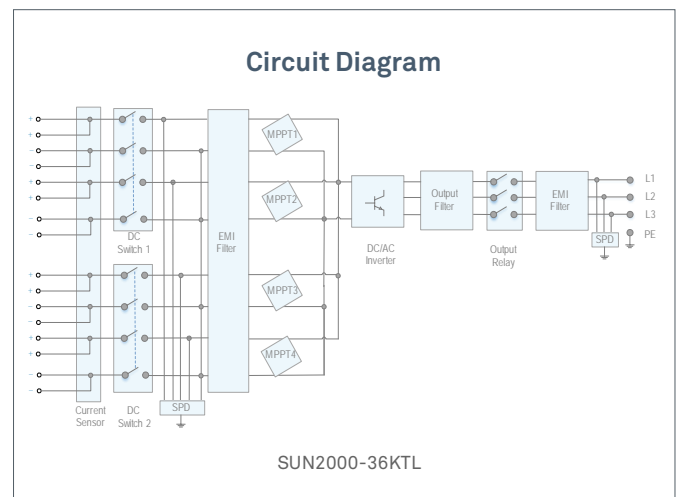 Circuit Diagram
+
+
−
−
+
+
−
−
+
+
−
−
+
+
−
−
Current
Sensor
DC
Switch 1
DC
Switch 2
SPD
EMI
Filter
MPPT1
MPPT2
MPPT3
MPPT4
DC/AC
Inverter
Output
Filter
Output
Relay
EMI
Filter
SPD
L1
L2
L3
PE
SUN2000-36KTL